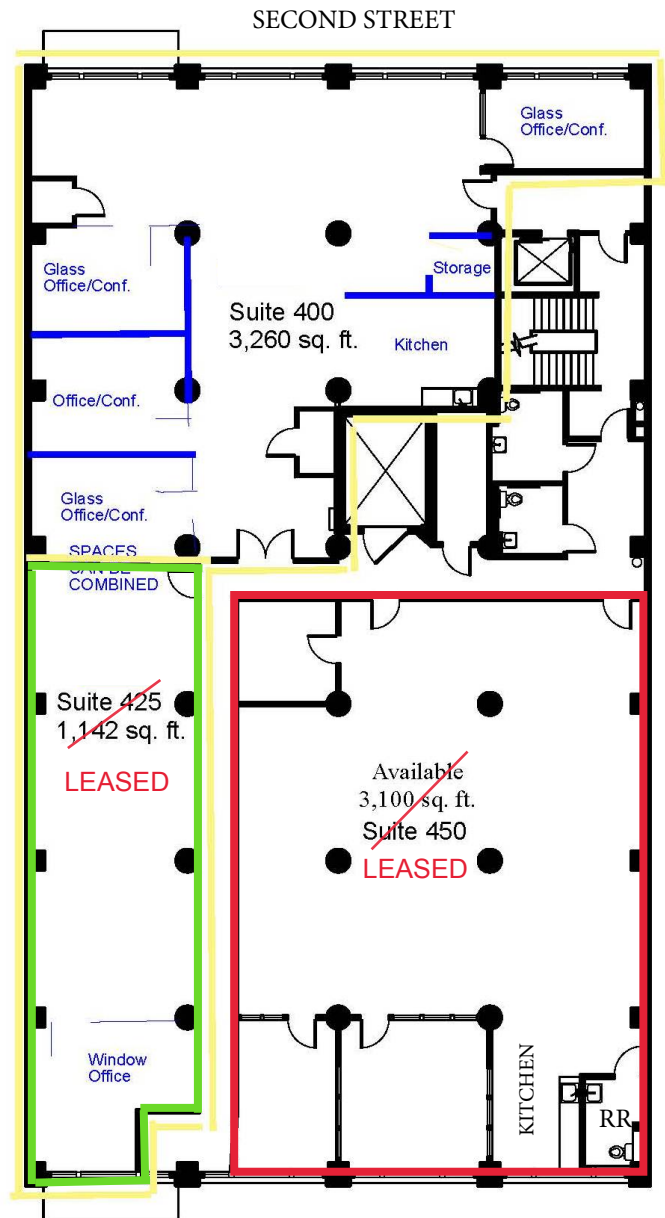 SECOND STREET
Glass
Office/Conf.
Glass
Office/Conf.
Storage
Suite 400
3,260 sq. ft.
Kitchen
Office/Conf.
Glass
Office/Conf.
SPACES
CAN BE
COMBINED
Suite 425
1,142 sq. ft.
LEASED
Available
3,100 sq. ft.
Suite 450
LEASED
Window
Office
KITCHEN
RR